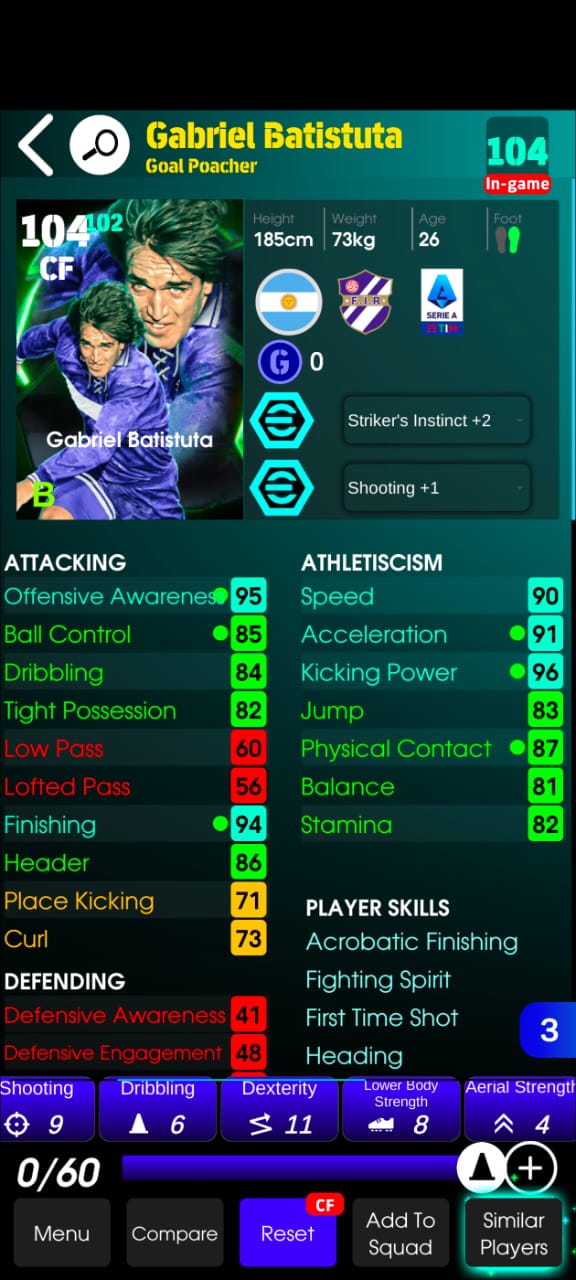 Gabriel Batistuta
Goal Poacher
104
In-game
104 102
CF
Gabriel Batistuta
B
Height
185cm
Weight
73kg
Age
26
Foot
F.I.R
SERIE A
G 0
Striker's Instinct +2
Shooting +1
ATTACKING
Offensive Awareness 95
Ball Control 85
Dribbling 84
Tight Possession 82
Low Pass 60
Lofted Pass 56
Finishing 94
Header 86
Place Kicking 71
Curl 73
DEFENDING
Defensive Awareness 41
Defensive Engagement 48
ATHLETISCISM
Speed 90
Acceleration 91
Kicking Power 96
Jump 83
Physical Contact 87
Balance 81
Stamina 82
PLAYER SKILLS
Acrobatic Finishing
Fighting Spirit
First Time Shot
Heading
3
Shooting
9
Dribbling
6
Dexterity
11
Lower Body
Strength
8
Aerial Strength
4
0/60
Menu
Compare
CF
Reset
Add To
Squad
Similar
Players